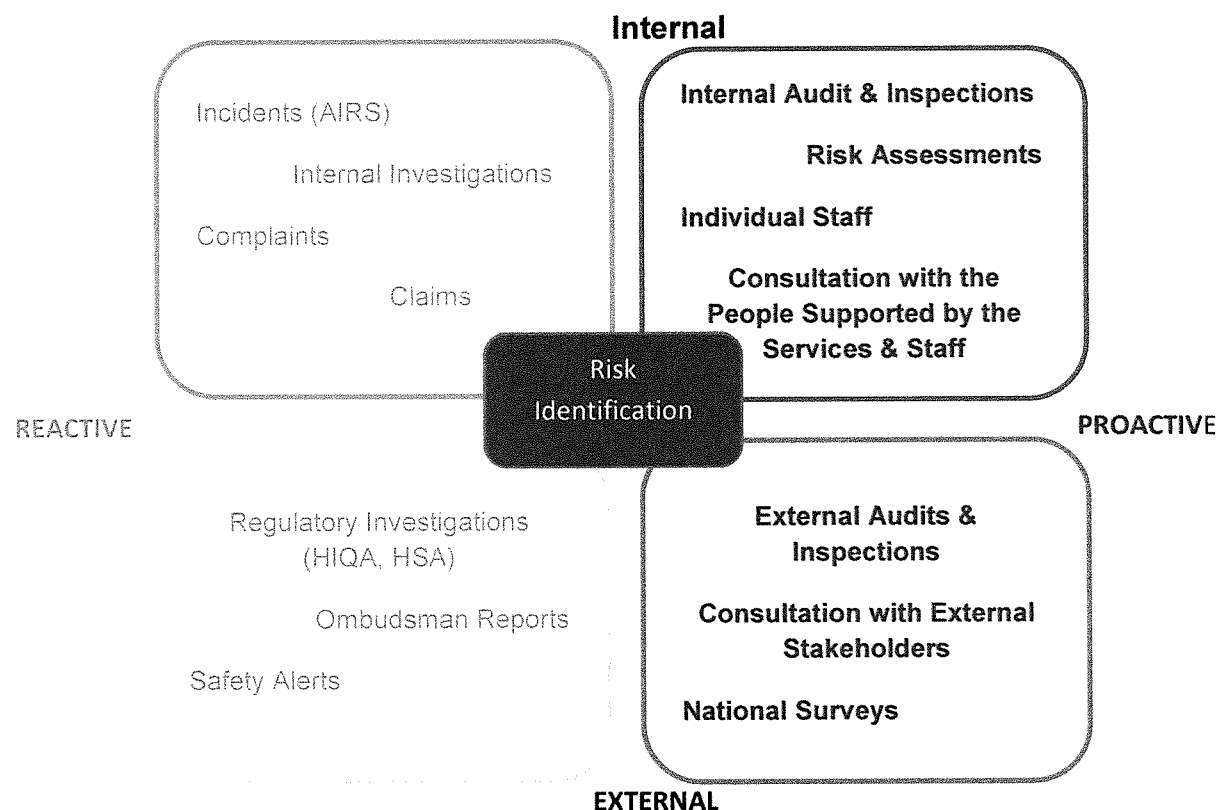 Internal
Incidents (AIRS)
Internal Investigations
Complaints
Claims
Internal Audit & Inspections
Risk Assessments
Individual Staff
Consultation with the
People Supported by the
Services & Staff
Risk
Identification
REACTIVE
PROACTIVE
Regulatory Investigations
(HIQA, HSA)
Ombudsman Reports
Safety Alerts
External Audits &
Inspections
Consultation with External
Stakeholders
National Surveys
EXTERNAL